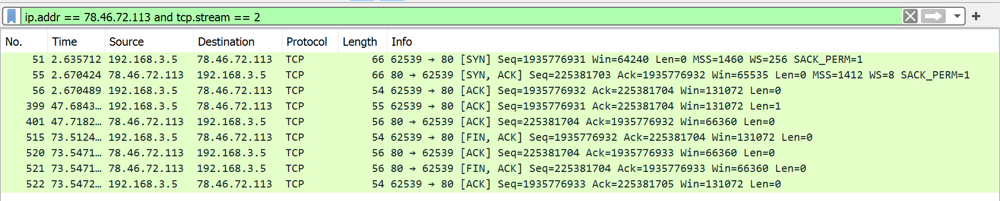 ip.addr == 78.46.72.113 and tcp.stream == 2
No. Time Source Destination Protocol Length Info
51 2.635712 192.168.3.5 78.46.72.113 TCP 66 62539 → 80 [SYN] Seq=1935776931 Win=64240 Len=0 MSS=1460 WS=256 SACK_PERM=1
55 2.670424 78.46.72.113 192.168.3.5 TCP 66 80 → 62539 [SYN, ACK] Seq=225381703 Ack=1935776932 Win=65535 Len=0 MSS=1412 WS=8 SACK_PERM=1
56 2.670489 192.168.3.5 78.46.72.113 TCP 54 62539 → 80 [ACK] Seq=1935776932 Ack=225381704 Win=131072 Len=0
399 47.6843… 192.168.3.5 78.46.72.113 TCP 55 62539 → 80 [ACK] Seq=1935776931 Ack=225381704 Win=131072 Len=1
401 47.7182… 78.46.72.113 192.168.3.5 TCP 56 80 → 62539 [ACK] Seq=225381704 Ack=1935776932 Win=66360 Len=0
515 73.5124… 192.168.3.5 78.46.72.113 TCP 54 62539 → 80 [FIN, ACK] Seq=1935776932 Ack=225381704 Win=131072 Len=0
520 73.5471… 78.46.72.113 192.168.3.5 TCP 56 80 → 62539 [ACK] Seq=225381704 Ack=1935776933 Win=66360 Len=0
521 73.5471… 78.46.72.113 192.168.3.5 TCP 56 80 → 62539 [FIN, ACK] Seq=225381704 Ack=1935776933 Win=66360 Len=0
522 73.5472… 192.168.3.5 78.46.72.113 TCP 54 62539 → 80 [ACK] Seq=1935776933 Ack=225381705 Win=131072 Len=0